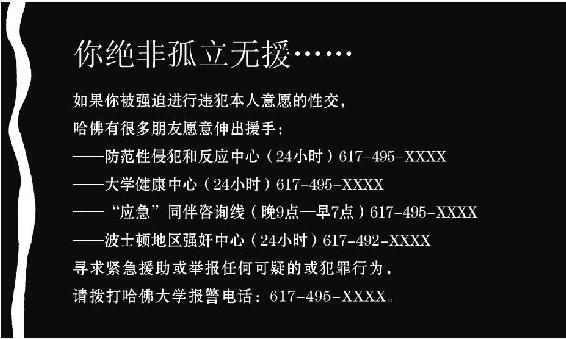 你绝非孤立无援……
如果你被强迫进行违犯本人意愿的性交，
哈佛有很多朋友愿意伸出援手：
——防范性侵犯和反应中心（24小时）617-495-XXXX
——大学健康中心（24小时）617-495-XXXX
——“应急”同伴咨询线（晚9点—早7点）617-495-XXXX
——波士顿地区强奸中心（24小时）617-492-XXXX
寻求紧急援助或举报任何可疑的或犯罪行为，
请拨打哈佛大学报警电话：617-495-XXXX。